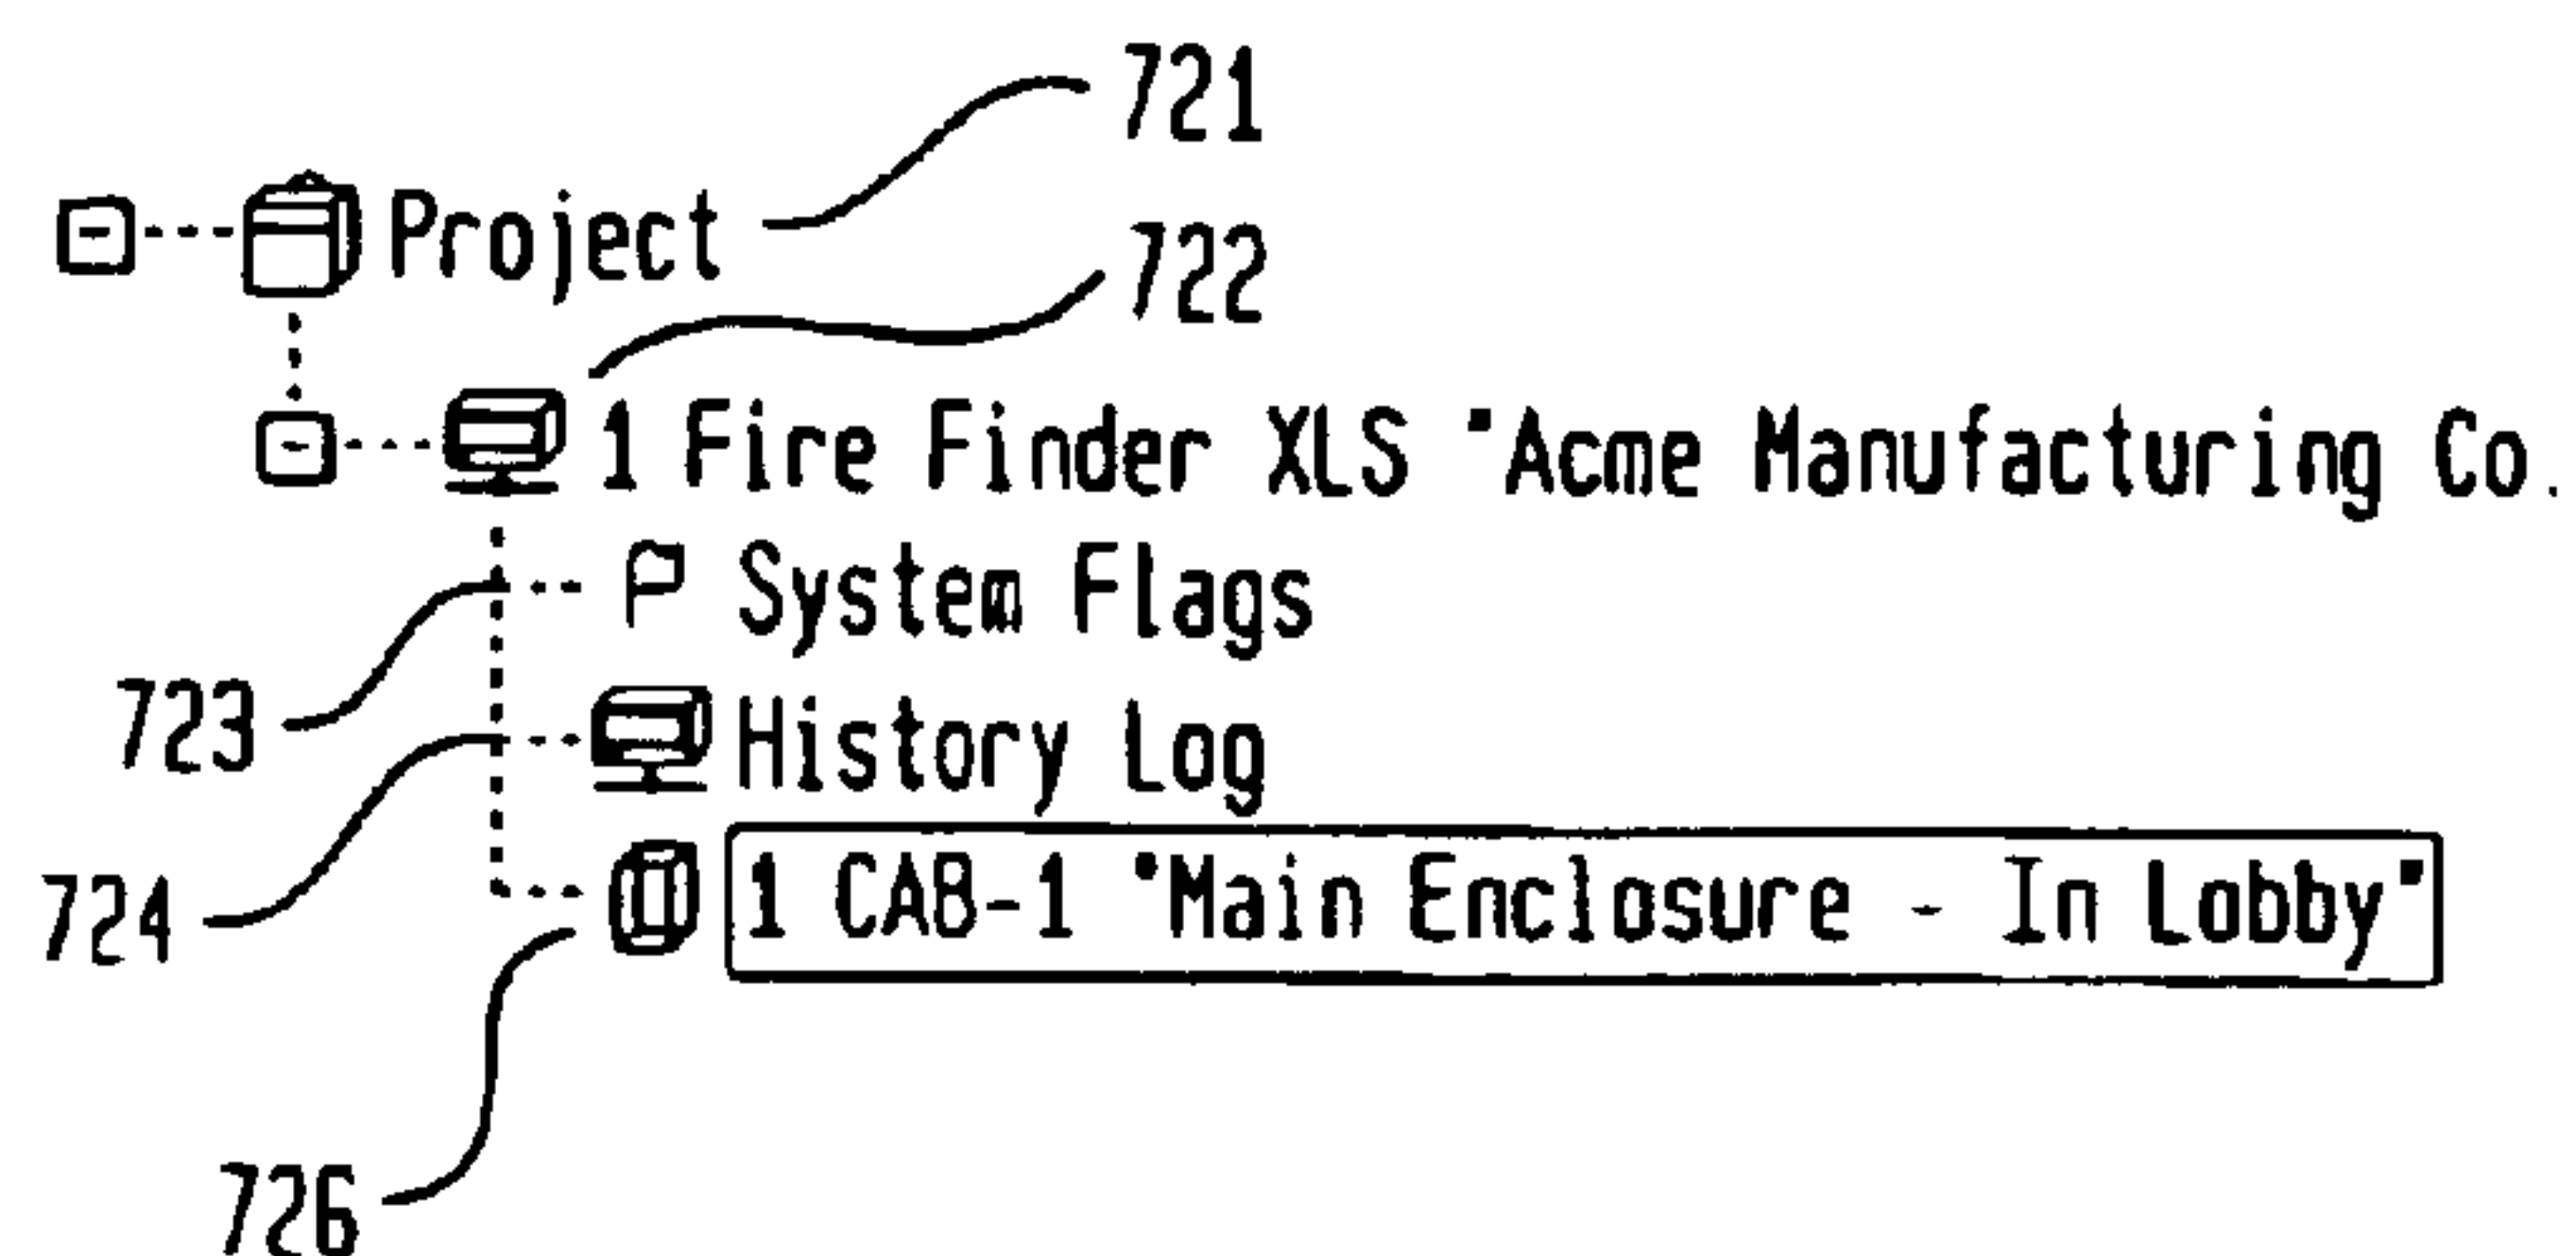 721
Project
722
1 Fire Finder XLS "Acme Manufacturing Co.
System Flags
723
History Log
724
1 CAB-1 "Main Enclosure - In Lobby"
726